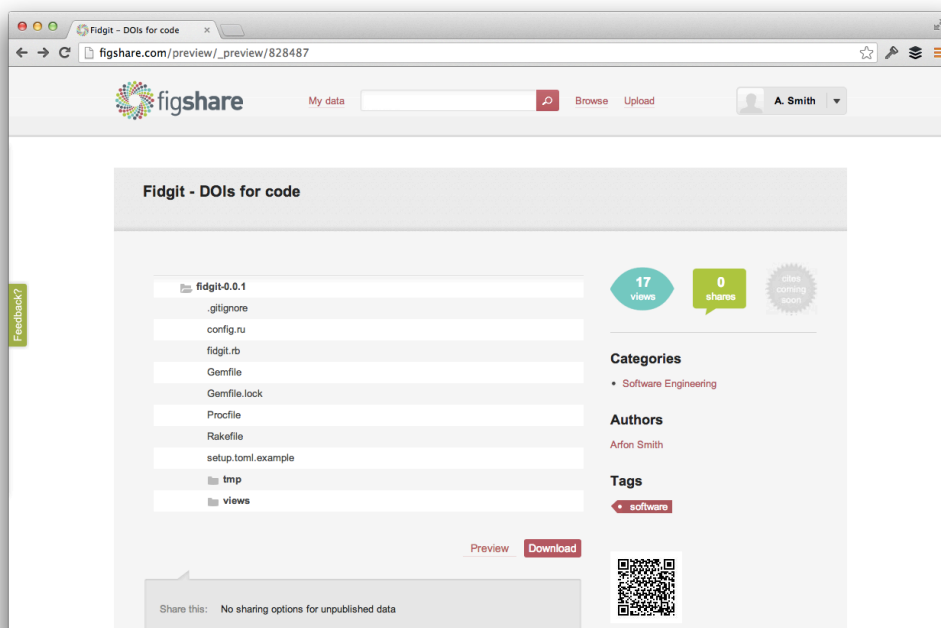 Fidgit - DOIs for code
figshare.com/preview/_preview/828487
figshare
My data
Browse
Upload
A. Smith
Fidgit - DOIs for code
Feedback?
fidgit-0.0.1
.gitignore
config.ru
fidgit.rb
Gemfile
Gemfile.lock
Procfile
Rakefile
setup.toml.example
tmp
views
Preview
Download
Share this: No sharing options for unpublished data
17
views
0
shares
cites
coming
soon
Categories
• Software Engineering
Authors
Arfon Smith
Tags
software